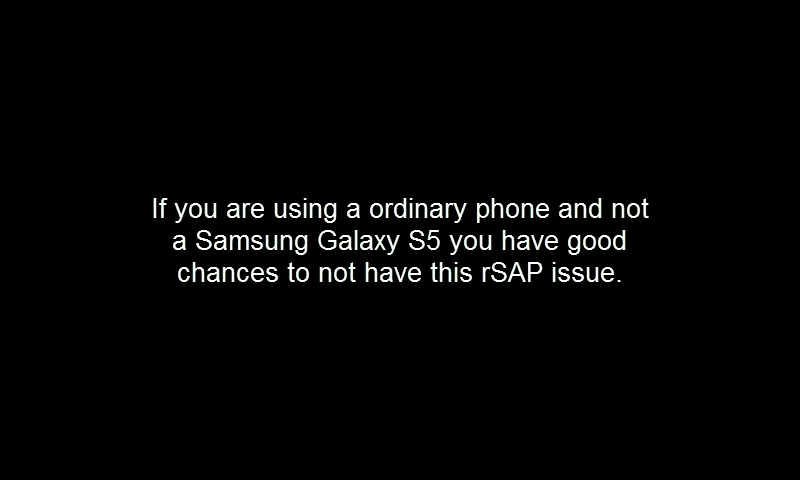 If you are using a ordinary phone and not
a Samsung Galaxy S5 you have good
chances to not have this rSAP issue.